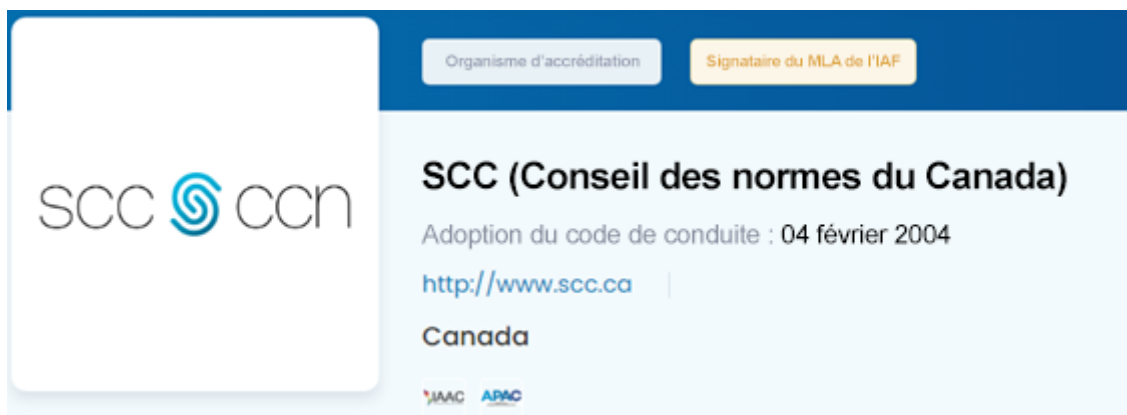 Organisme d'accréditation
Signataire du MLA de l'IAF
scc ccn
SCC (Conseil des normes du Canada)
Adoption du code de conduite : 04 février 2004
http://www.scc.ca
Canada
IAAC APAC